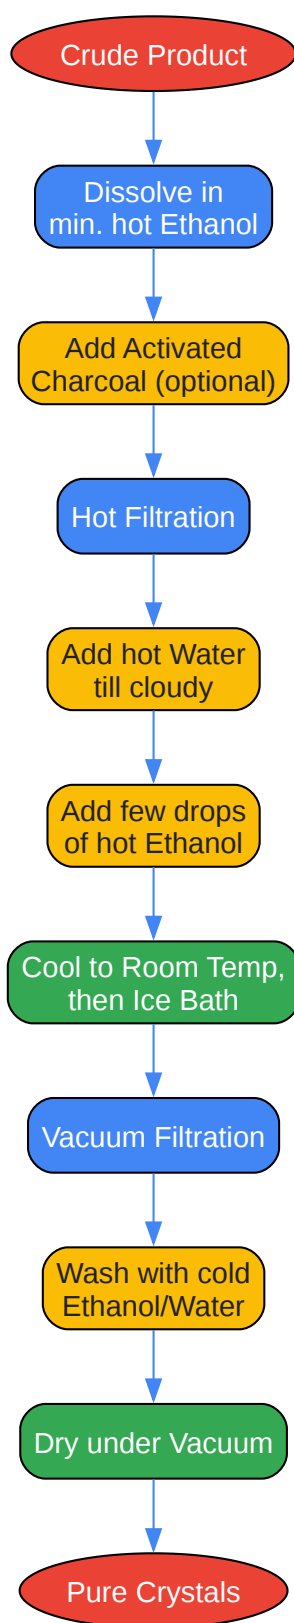 Crude Product
Dissolve in
min. hot Ethanol
Add Activated
Charcoal (optional)
Hot Filtration
Add hot Water
till cloudy
Add few drops
of hot Ethanol
Cool to Room Temp,
then Ice Bath
Vacuum Filtration
Wash with cold
Ethanol/Water
Dry under Vacuum
Pure Crystals